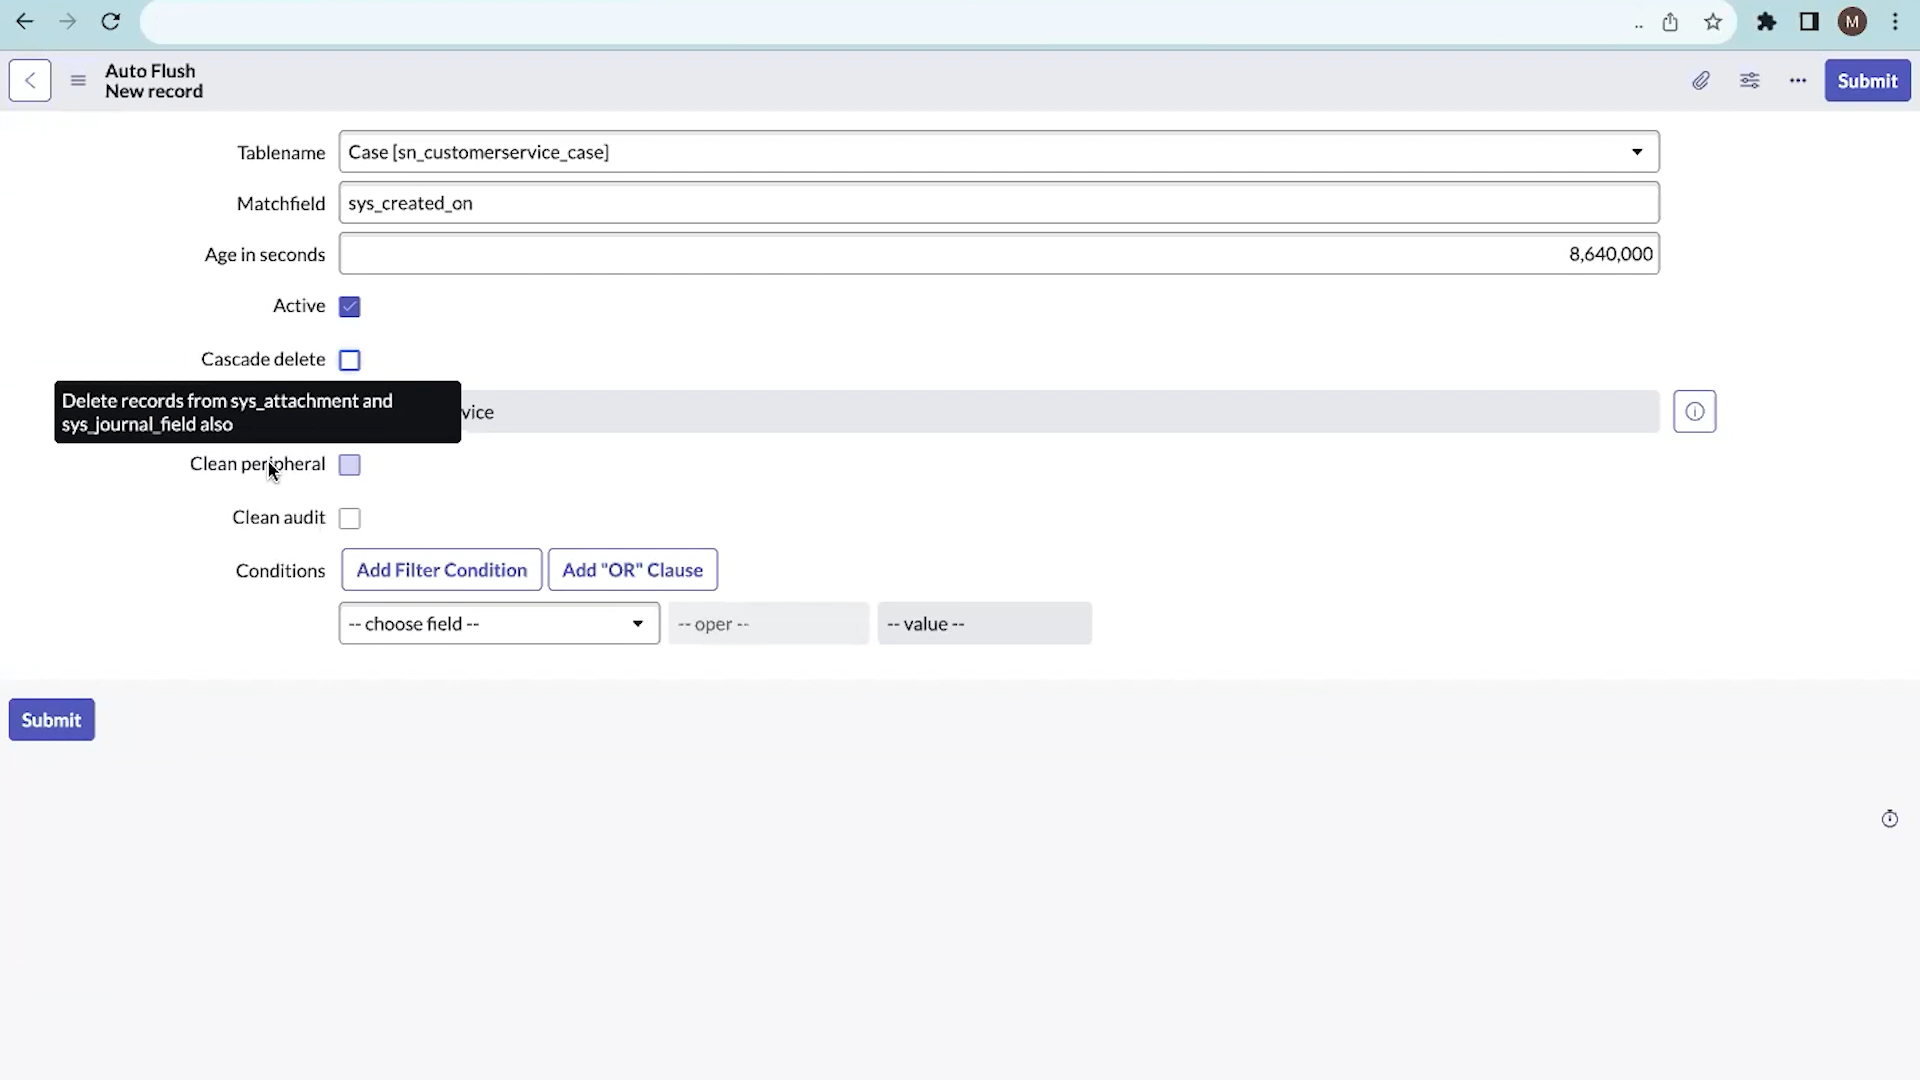 M
Auto Flush
New record
Submit
Tablename Case [sn_customerservice_case]
Matchfield sys_created_on
Age in seconds 8,640,000
Active
Cascade delete
Delete records from sys_attachment and
sys_journal_field also
vice
Clean peripheral
Clean audit
Conditions Add Filter Condition Add "OR" Clause
-- choose field -- -- oper -- -- value --
Submit